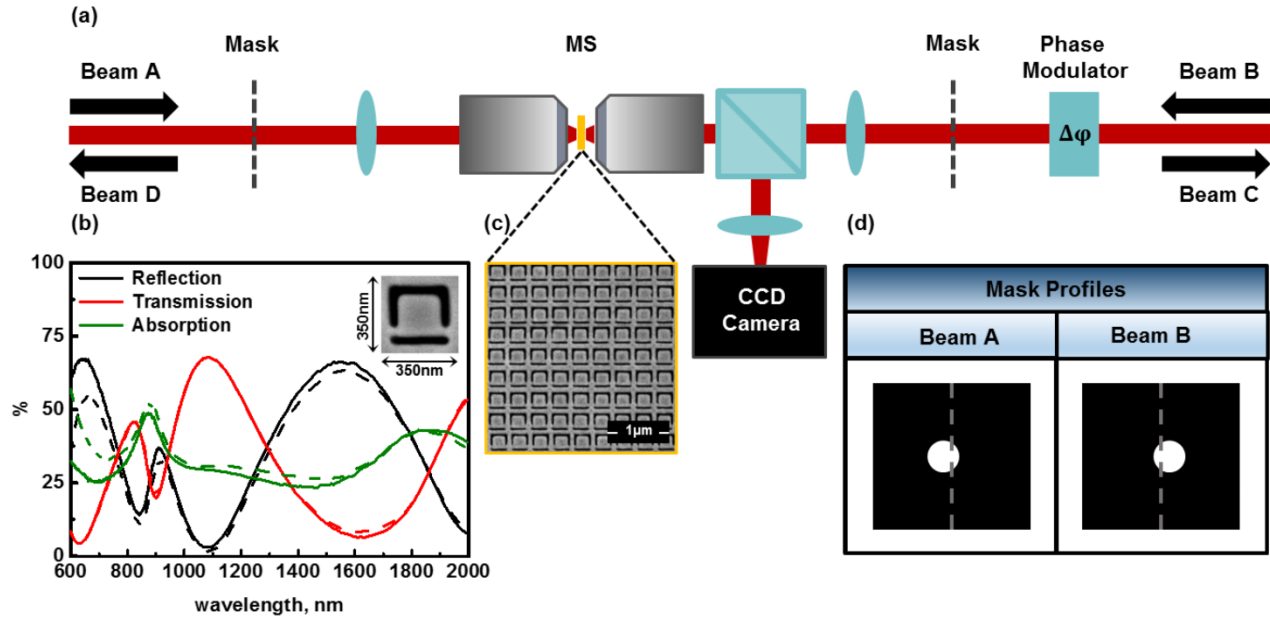 (a)
Mask
MS
Mask
Phase
Modulator
Beam A
Beam B
Δφ
Beam D
Beam C
(b)
(c)
(d)
100
75
50
25
0
%
Reflection
Transmission
Absorption
350nm
350nm
600 800 1000 1200 1400 1600 1800 2000
wavelength, nm
1μm
CCD
Camera
Mask Profiles
Beam A
Beam B